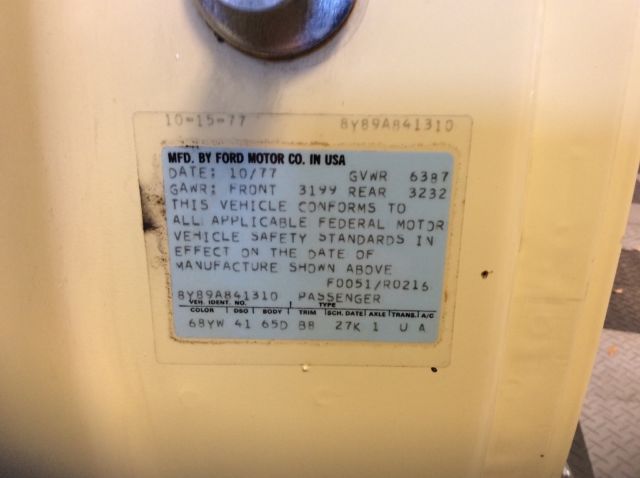 10-15-77 8Y89A841310
MFD. BY FORD MOTOR CO. IN USA
DATE: 10/77 GVWR 6387
GAWR: FRONT 3199 REAR 3232
THIS VEHICLE CONFORMS TO
ALL APPLICABLE FEDERAL MOTOR
VEHICLE SAFETY STANDARDS IN
EFFECT ON THE DATE OF
MANUFACTURE SHOWN ABOVE
F0051/R0216
8Y89A841310 PASSENGER
VEH. IDENT. NO. TYPE
COLOR DSO BODY TRIM SCH. DATE AXLE TRANS. A/C
68YW 41 65D BB 27K 1 U A